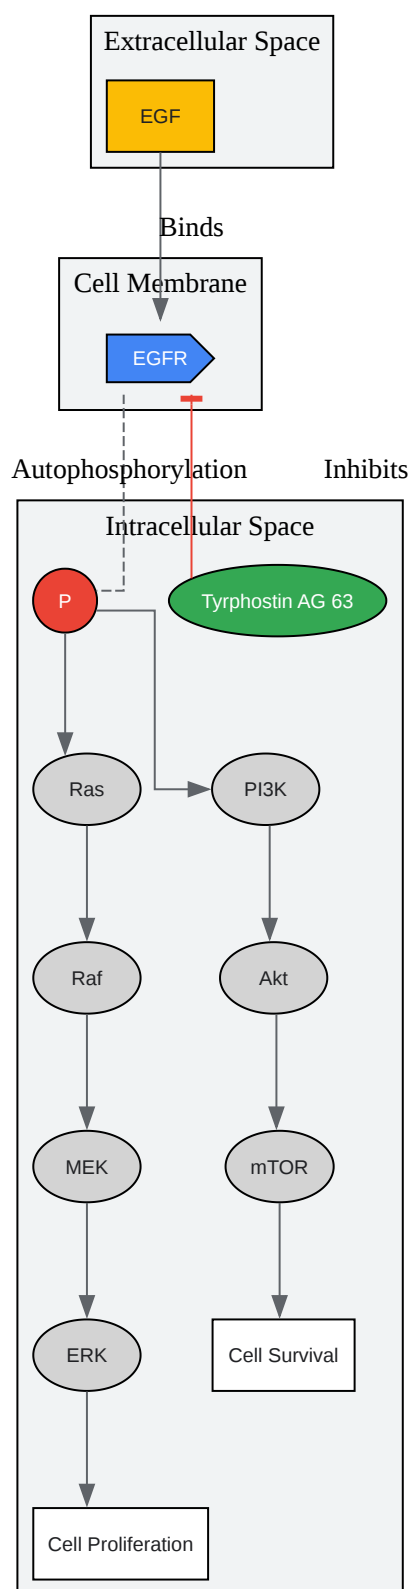 Extracellular Space
EGF
Binds
Cell Membrane
EGFR
Autophosphorylation
Inhibits
Intracellular Space
P
Tyrphostin AG 63
Ras
PI3K
Raf
Akt
MEK
mTOR
ERK
Cell Survival
Cell Proliferation